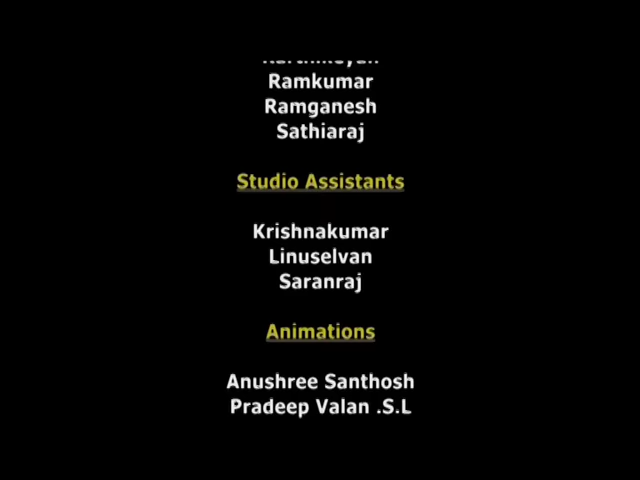 Ramkumar
Ramganesh
Sathiaraj
Studio Assistants
Krishnakumar
Linuselvan
Saranraj
Animations
Anushree Santhosh
Pradeep Valan .S.L